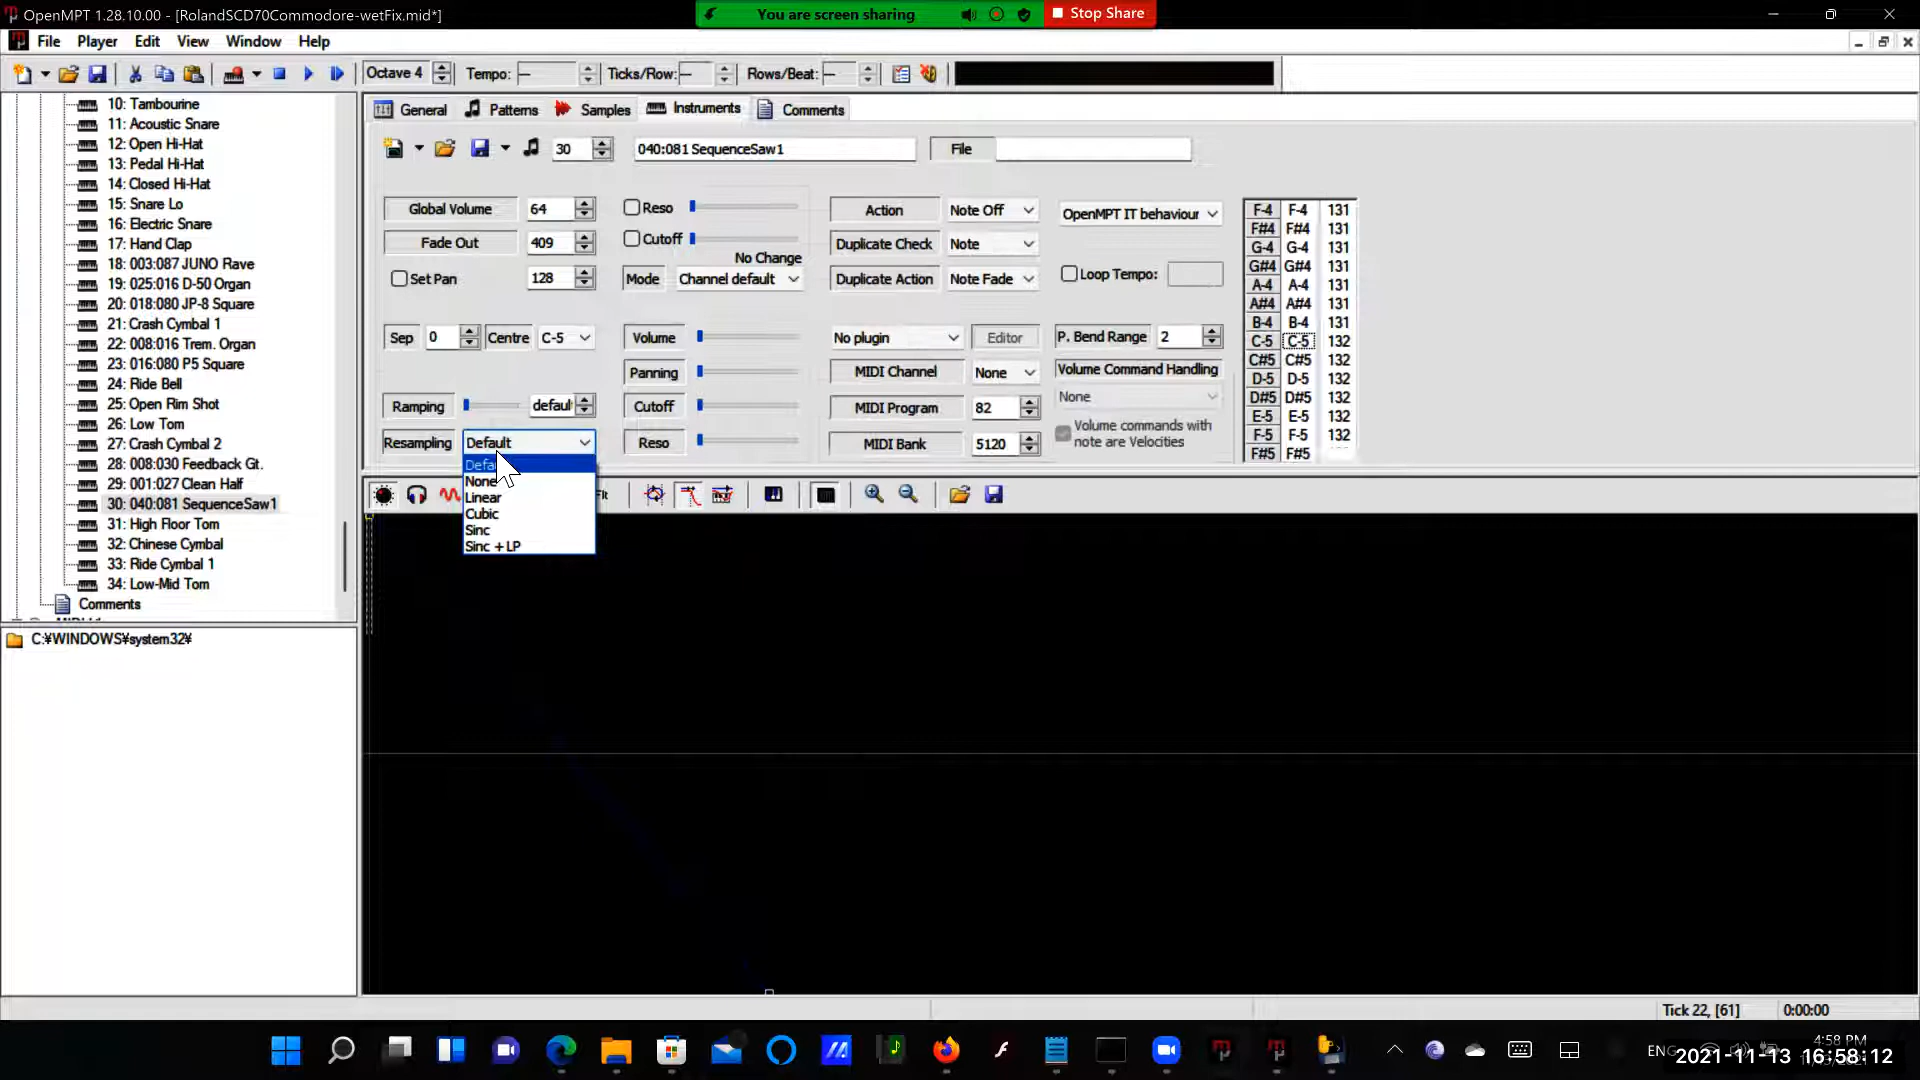 OpenMPT 1.28.10.00 - [RolandSCD70Commodore-wetFix.mid*]
You are screen sharing
Stop Share
File Player Edit View Window Help
Octave 4 Tempo: --- Ticks/Row: --- Rows/Beat: ---
General Patterns Samples Instruments Comments
30 040:081 SequenceSaw1 File
Global Volume 64
Fade Out 409
Set Pan 128
Reso
Cutoff
No Change
Mode Channel default
Action Note Off
Duplicate Check Note
Duplicate Action Note Fade
OpenMPT IT behaviour
Loop Tempo:
Sep 0 Centre C-5
Ramping defaul
Resampling Default
Defau
None
Linear
Cubic
Sinc
Sinc + LP
Volume
Panning
Cutoff
Reso
No plugin Editor
MIDI Channel None
MIDI Program 82
MIDI Bank 5120
P. Bend Range 2
Volume Command Handling
None
Volume commands with
note are Velocities
F-4 F-4 131
F#4 F#4 131
G-4 G-4 131
G#4 G#4 131
A-4 A-4 131
A#4 A#4 131
B-4 B-4 131
C-5 C-5 132
C#5 C#5 132
D-5 D-5 132
D#5 D#5 132
E-5 E-5 132
F-5 F-5 132
F#5 F#5
10: Tambourine
11: Acoustic Snare
12: Open Hi-Hat
13: Pedal Hi-Hat
14: Closed Hi-Hat
15: Snare Lo
16: Electric Snare
17: Hand Clap
18: 003:087 JUNO Rave
19: 025:016 D-50 Organ
20: 018:080 JP-8 Square
21: Crash Cymbal 1
22: 008:016 Trem. Organ
23: 016:080 P5 Square
24: Ride Bell
25: Open Rim Shot
26: Low Tom
27: Crash Cymbal 2
28: 008:030 Feedback Gt.
29: 001:027 Clean Half
30: 040:081 SequenceSaw1
31: High Floor Tom
32: Chinese Cymbal
33: Ride Cymbal 1
34: Low-Mid Tom
Comments
C:¥WINDOWS¥system32¥
Tick 22, [61] 0:00:00
ENG
4:58 PM
2021-11-13 16:58:12